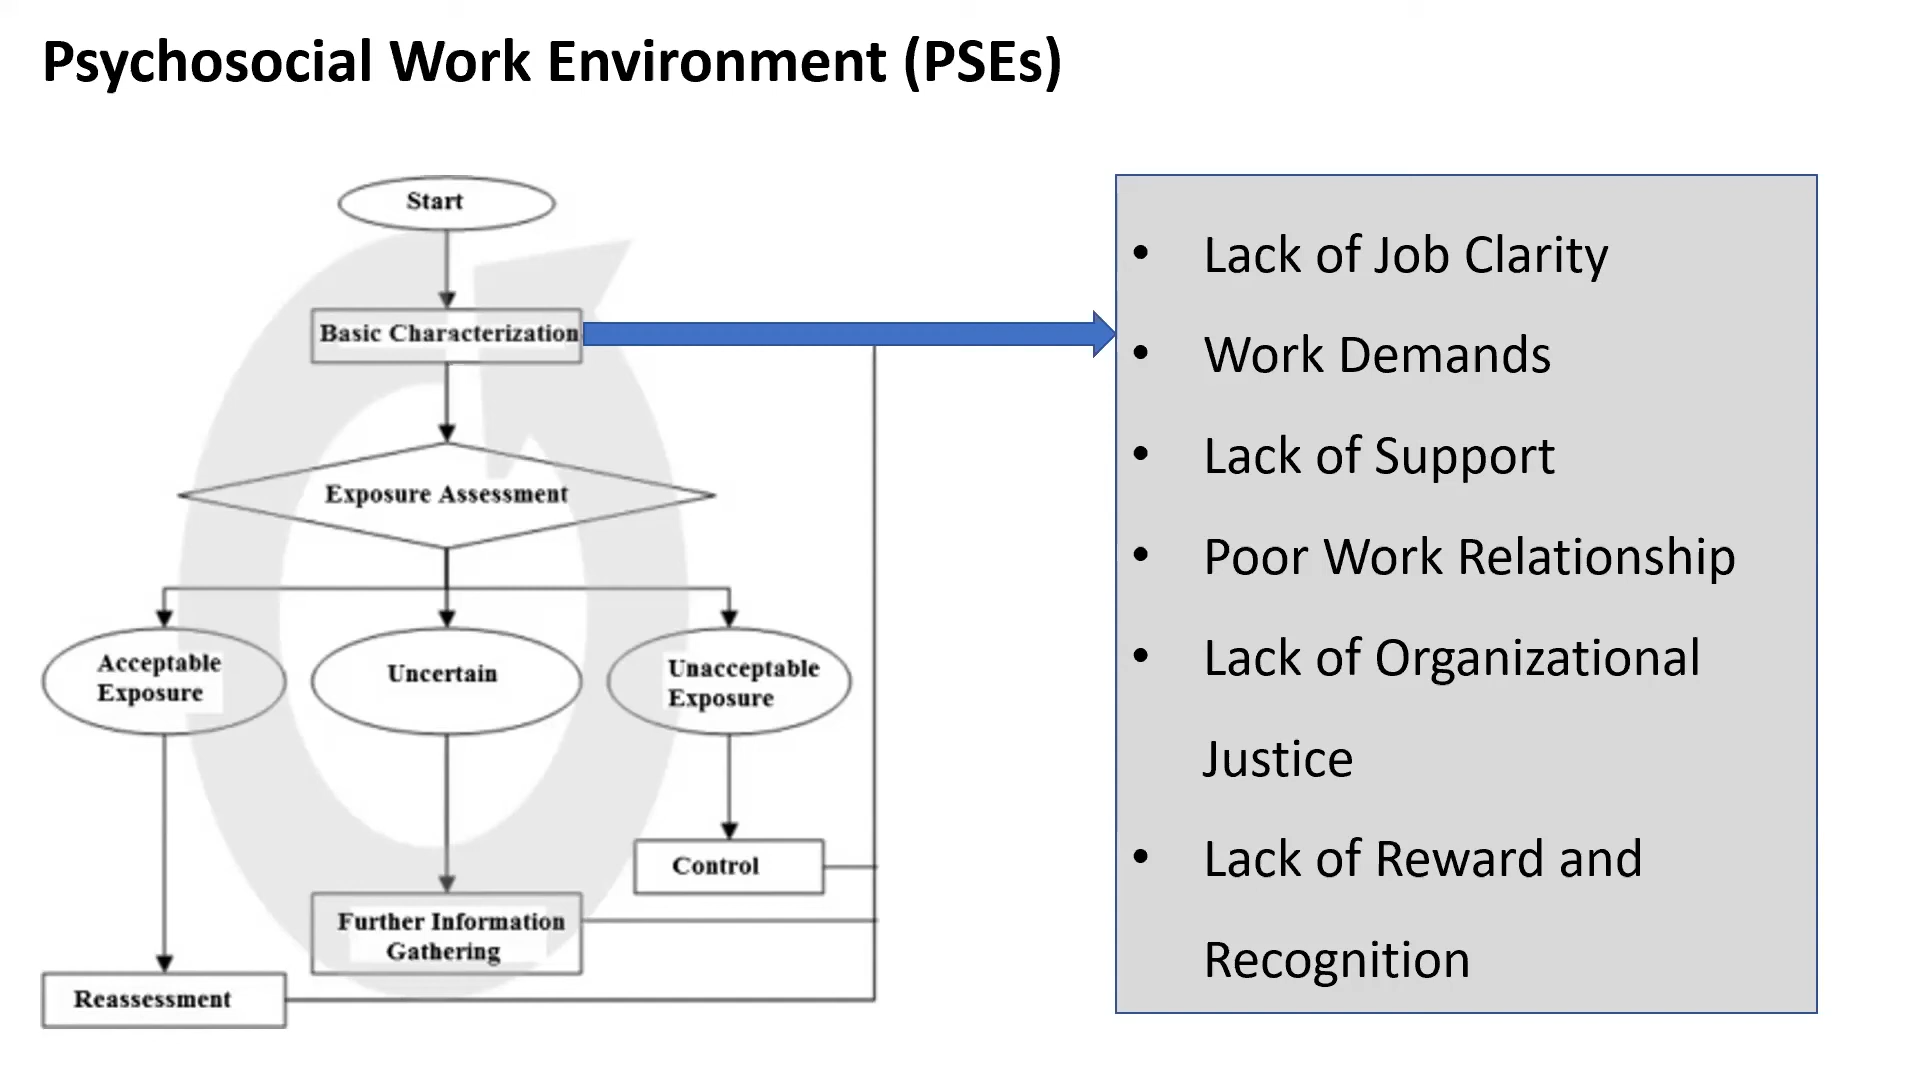 Psychosocial Work Environment (PSEs)
Start
Basic Characterization
Exposure Assessment
Acceptable
Exposure
Uncertain
Unacceptable
Exposure
Control
Further Information
Gathering
Reassessment
• Lack of Job Clarity
• Work Demands
• Lack of Support
• Poor Work Relationship
• Lack of Organizational
Justice
• Lack of Reward and
Recognition